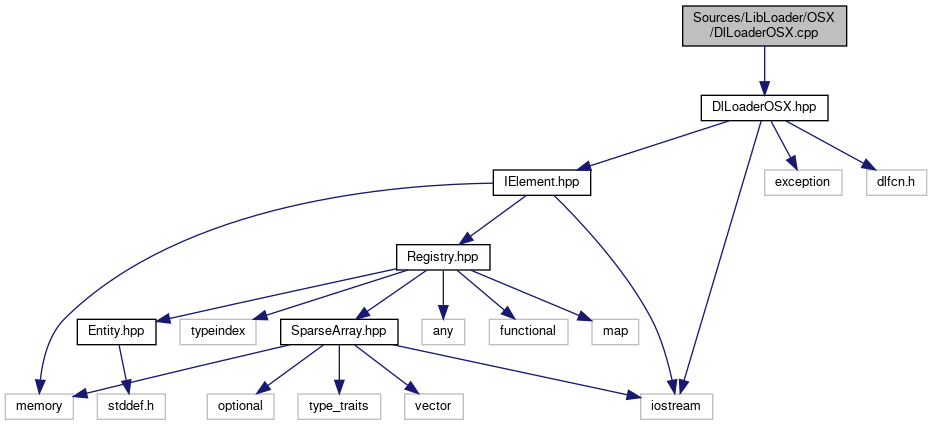 Sources/LibLoader/OSX
/DlLoaderOSX.cpp
DlLoaderOSX.hpp
IElement.hpp
exception
dlfcn.h
Registry.hpp
Entity.hpp
typeindex
SparseArray.hpp
any
functional
map
memory
stddef.h
optional
type_traits
vector
iostream